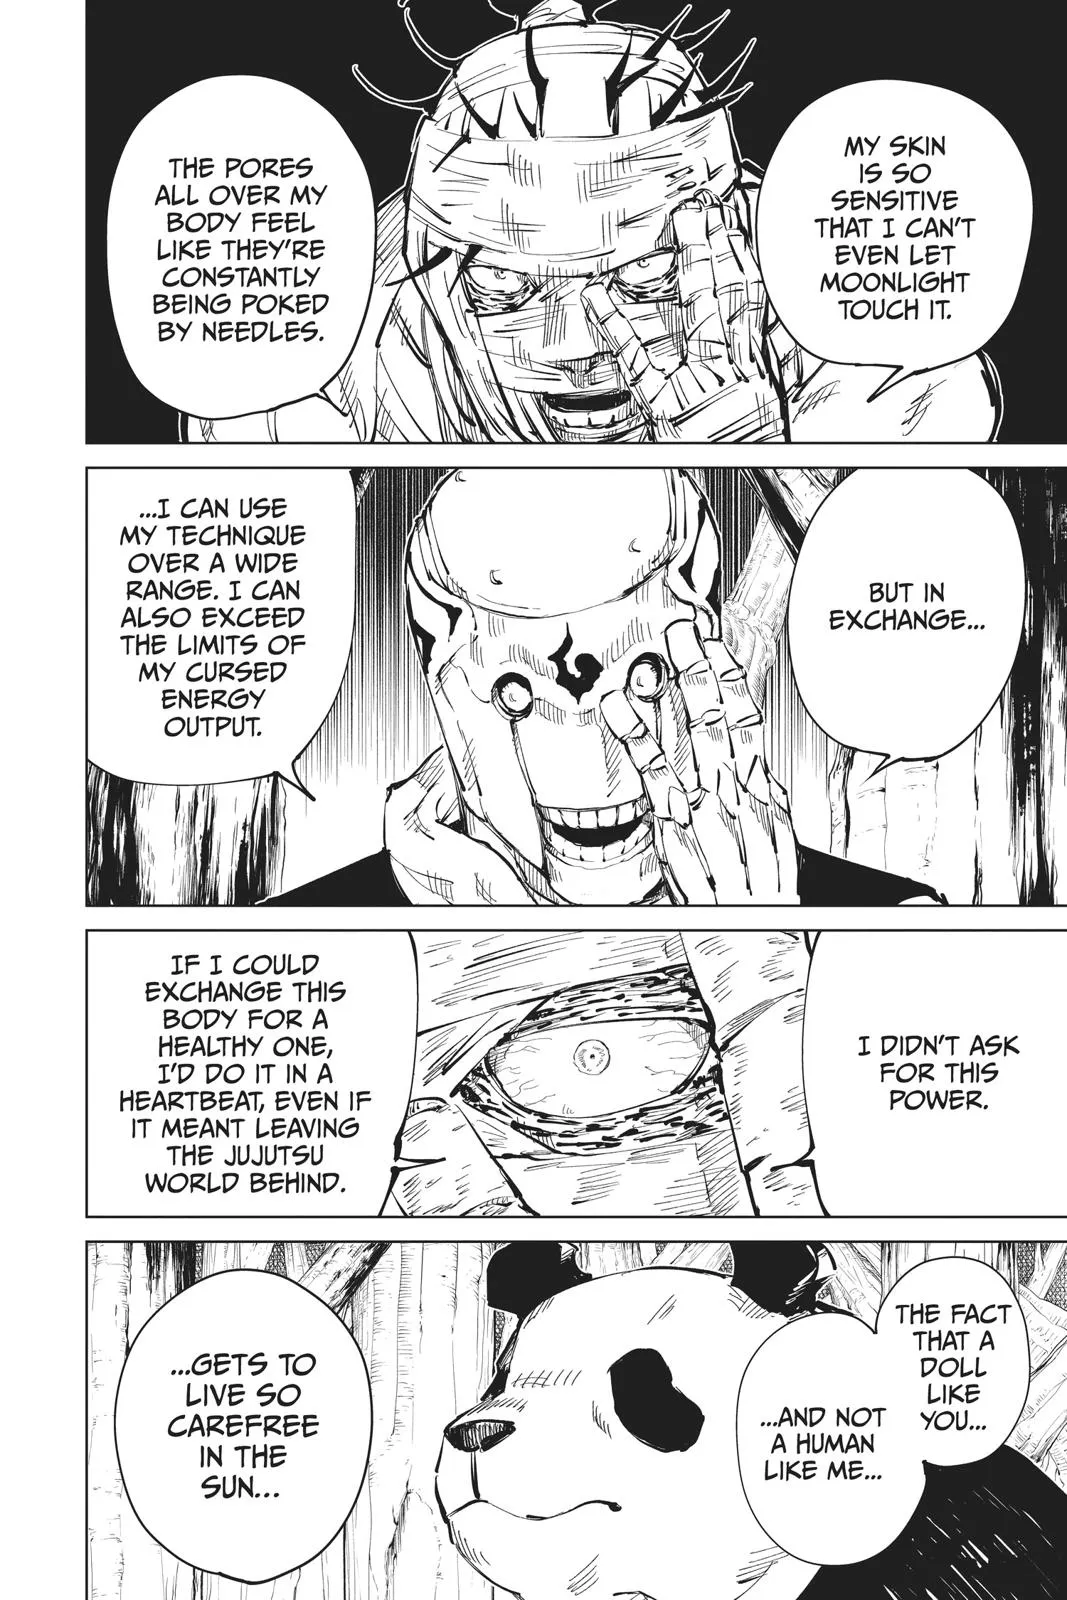 MY SKIN
IS SO
SENSITIVE
THAT I CAN'T
EVEN LET
MOONLIGHT
TOUCH IT.
THE PORES
ALL OVER MY
BODY FEEL
LIKE THEY'RE
CONSTANTLY
BEING POKED
BY NEEDLES.
BUT IN
EXCHANGE...
...I CAN USE
MY TECHNIQUE
OVER A WIDE
RANGE. I CAN
ALSO EXCEED
THE LIMITS OF
MY CURSED
ENERGY
OUTPUT.
I DIDN'T ASK
FOR THIS
POWER.
IF I COULD
EXCHANGE THIS
BODY FOR A
HEALTHY ONE,
I'D DO IT IN A
HEARTBEAT, EVEN IF
IT MEANT LEAVING
THE JUJUTSU
WORLD BEHIND.
THE FACT
THAT A
DOLL
LIKE
YOU...
...AND NOT
A HUMAN
LIKE ME...
...GETS TO
LIVE SO
CAREFREE
IN THE
SUN...